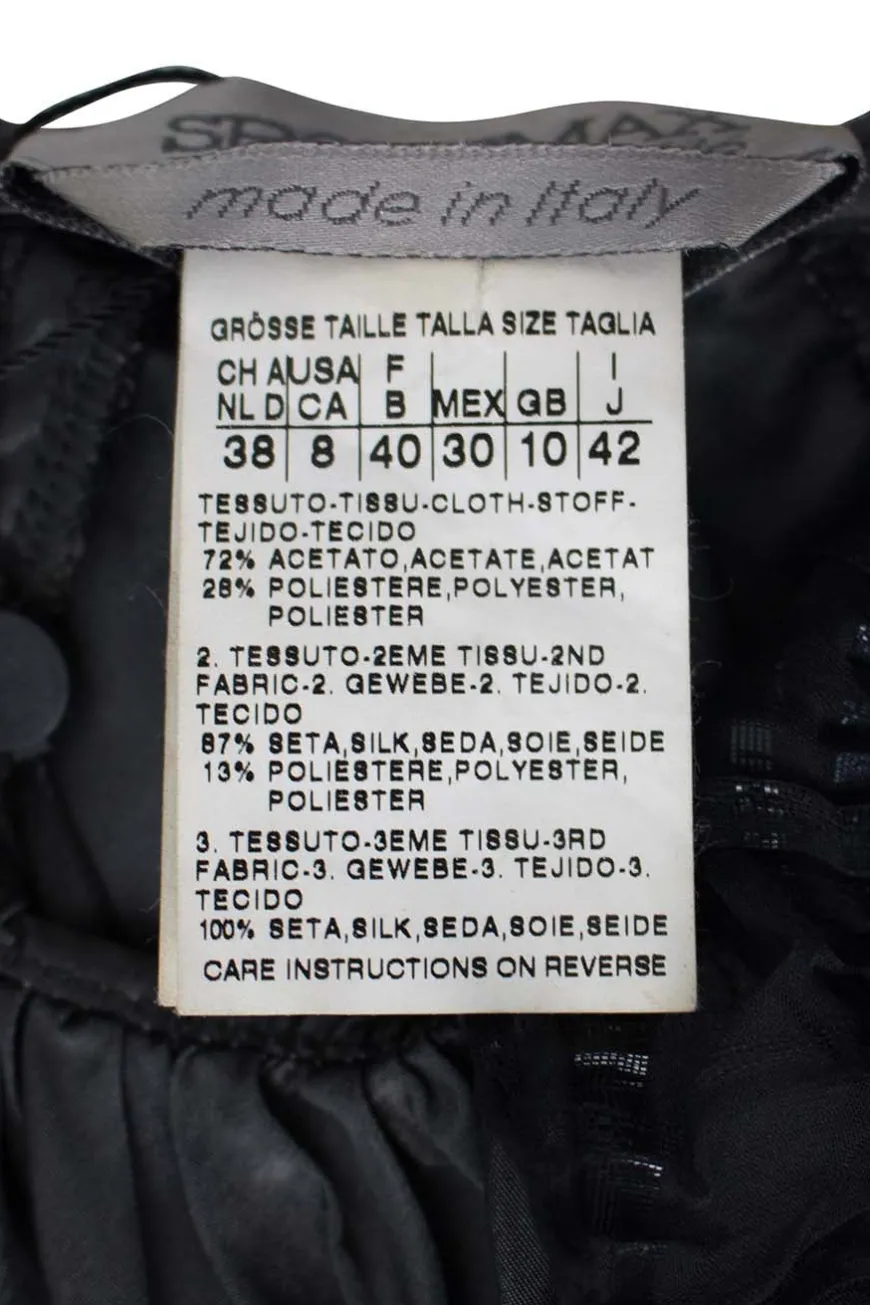 made in Italy
GRÖSSE TAILLE TALLA SIZE TAGLIA
CH A USA F I
NL D CA B MEX GB J
38 8 40 30 10 42
TESSUTO-TISSU-CLOTH-STOFF-
TEJIDO-TECIDO
72% ACETATO,ACETATE,ACETAT
28% POLIESTERE,POLYESTER,
POLIESTER
2. TESSUTO-2EME TISSU-2ND
FABRIC-2. GEWEBE-2. TEJIDO-2.
TECIDO
87% SETA,SILK,SEDA,SOIE,SEIDE
13% POLIESTERE,POLYESTER,
POLIESTER
3. TESSUTO-3EME TISSU-3RD
FABRIC-3. GEWEBE-3. TEJIDO-3.
TECIDO
100% SETA,SILK,SEDA,SOIE,SEIDE
CARE INSTRUCTIONS ON REVERSE